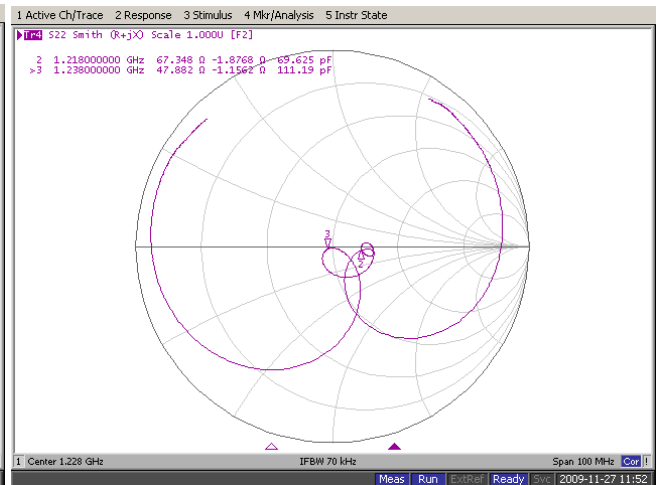 1 Active Ch/Trace 2 Response 3 Stimulus 4 Mkr/Analysis 5 Instr State
Tr4 S22 Smith (R+jX) Scale 1.000U [F2]
2 1.218000000 GHz 67.348 Ω -1.8768 Ω 69.625 pF
>3 1.238000000 GHz 47.882 Ω -1.1562 Ω 111.19 pF
3
2
1 Center 1.228 GHz IFBW 70 kHz Span 100 MHz Cor !
Meas Run ExtRef Ready Svc 2009-11-27 11:52